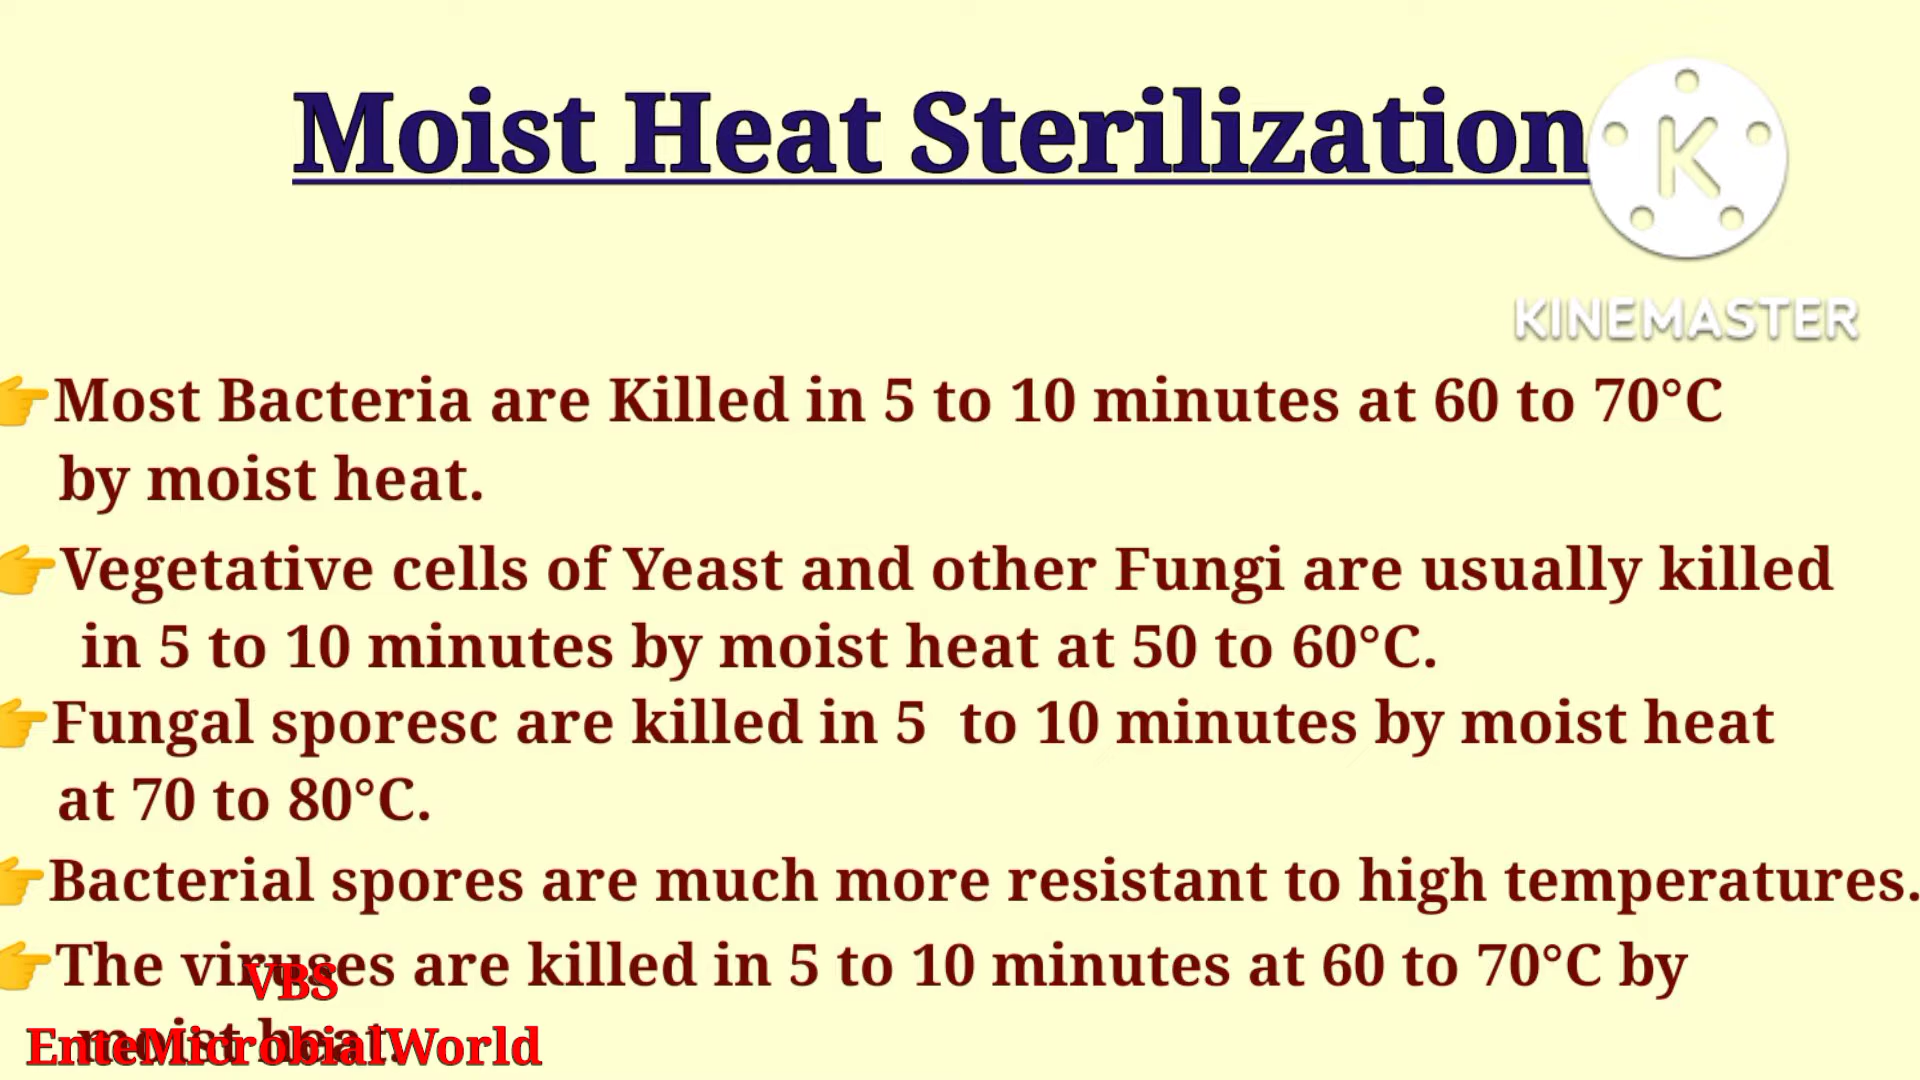 Moist Heat Sterilization
K
KINEMASTER
👉Most Bacteria are Killed in 5 to 10 minutes at 60 to 70°C
by moist heat.
👉Vegetative cells of Yeast and other Fungi are usually killed
in 5 to 10 minutes by moist heat at 50 to 60°C.
👉Fungal sporesc are killed in 5 to 10 minutes by moist heat
at 70 to 80°C.
👉Bacterial spores are much more resistant to high temperatures.
👉The viruses are killed in 5 to 10 minutes at 60 to 70°C by
moist heat.
VBS
EnteMicrobialWorld